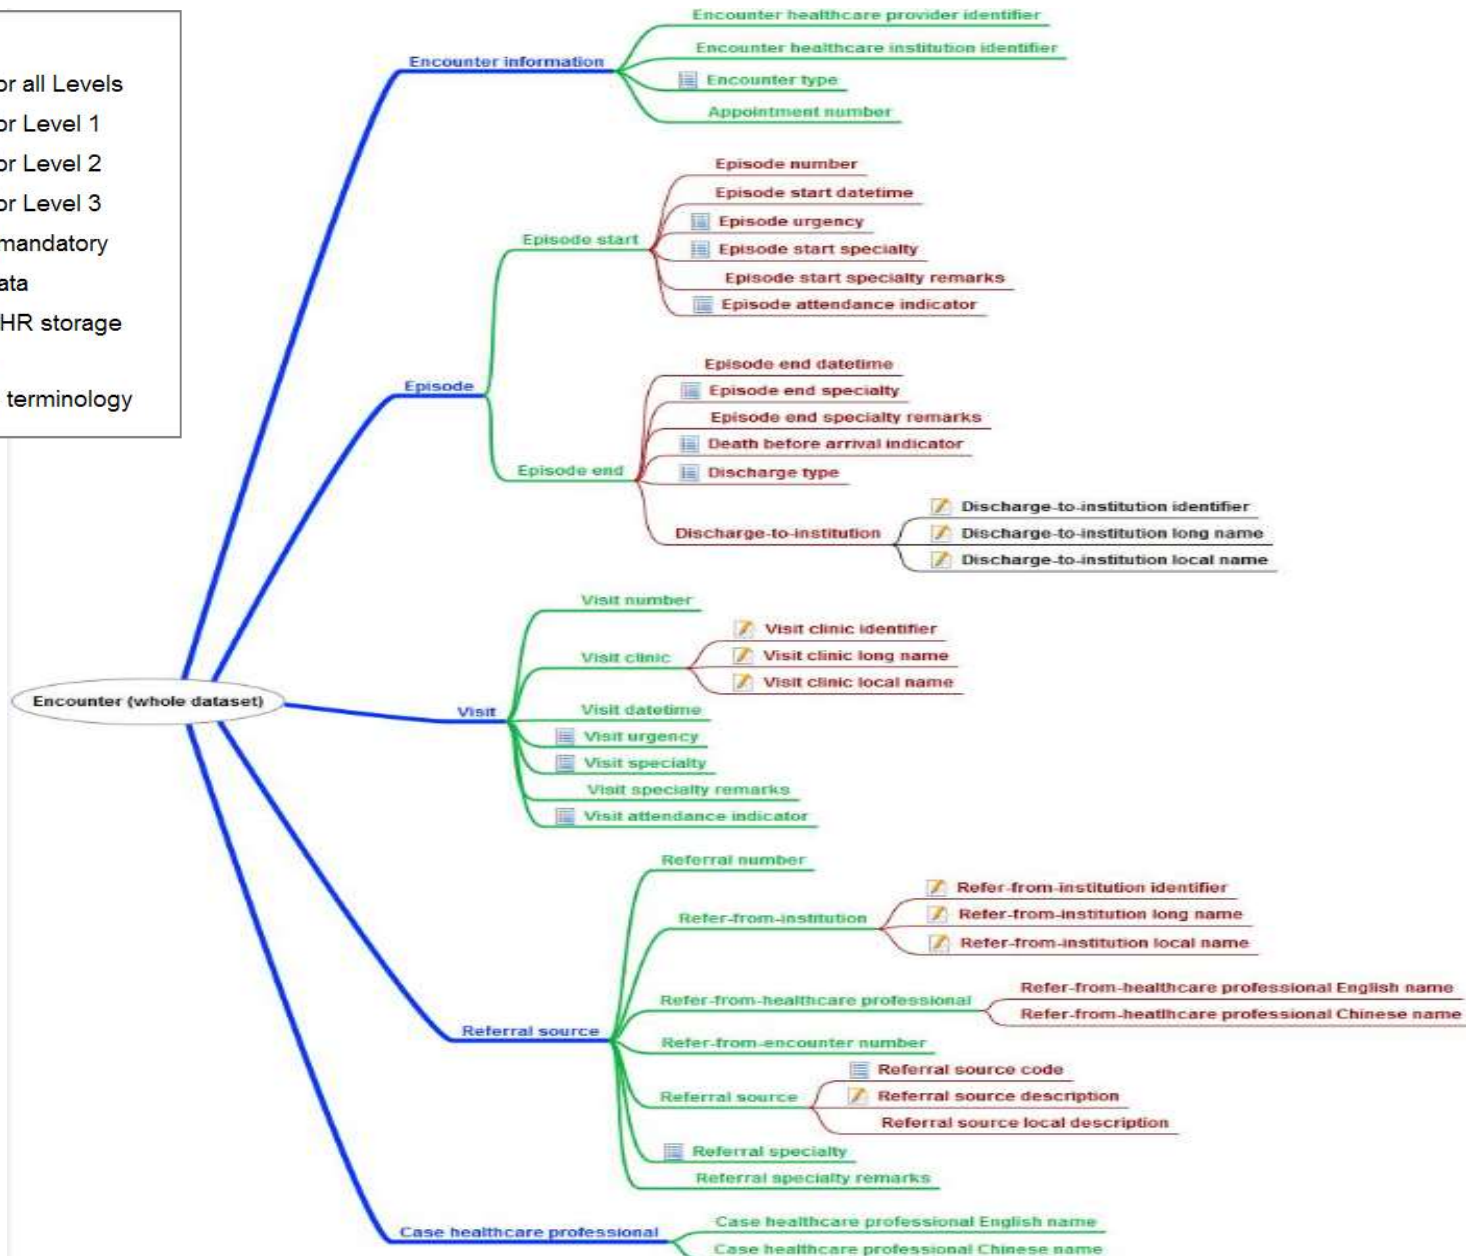 or all Levels
or Level 1
or Level 2
or Level 3
mandatory
ata
HR storage
terminology
Encounter (whole dataset)
Encounter information
Encounter healthcare provider identifier
Encounter healthcare institution identifier
Encounter type
Appointment number
Episode
Episode start
Episode number
Episode start datetime
Episode urgency
Episode start specialty
Episode start specialty remarks
Episode attendance indicator
Episode end
Episode end datetime
Episode end specialty
Episode end specialty remarks
Death before arrival indicator
Discharge type
Discharge-to-institution
Discharge-to-institution identifier
Discharge-to-institution long name
Discharge-to-institution local name
Visit
Visit number
Visit clinic
Visit clinic identifier
Visit clinic long name
Visit clinic local name
Visit datetime
Visit urgency
Visit specialty
Visit specialty remarks
Visit attendance indicator
Referral source
Referral number
Refer-from-institution
Refer-from-institution identifier
Refer-from-institution long name
Refer-from-institution local name
Refer-from-healthcare professional
Refer-from-healthcare professional English name
Refer-from-heatlhcare professional Chinese name
Refer-from-encounter number
Referral source
Referral source code
Referral source description
Referral source local description
Referral specialty
Referral specialty remarks
Case healthcare professional
Case healthcare professional English name
Case healthcare professional Chinese name